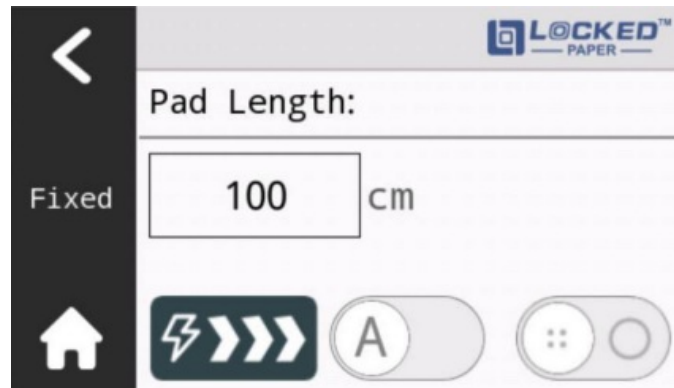 LOCKED™
PAPER
Pad Length:
Fixed
100 cm
A